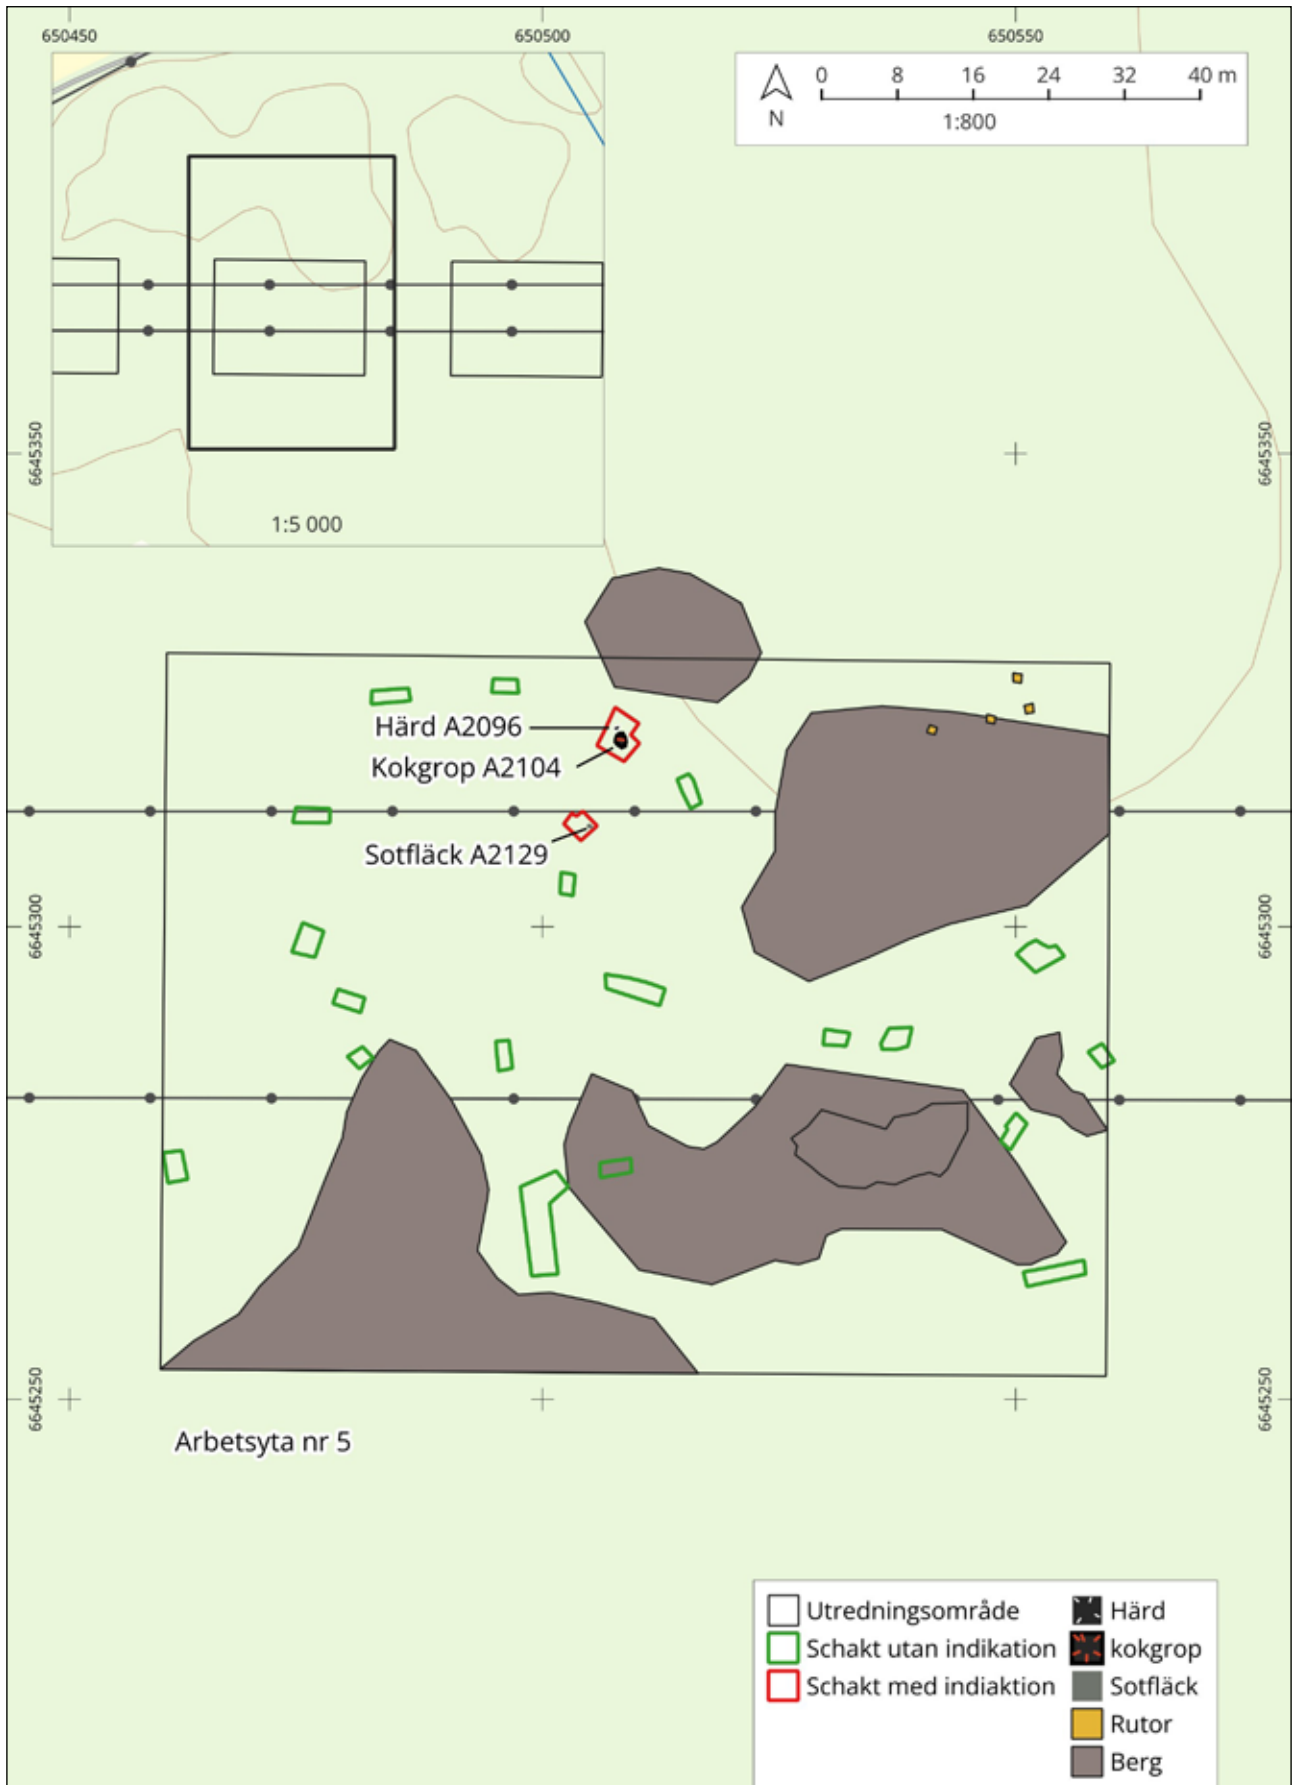 650450
650500
650550
0 8 16 24 32 40 m
N
1:800
6645350
6645350
1:5 000
Härd A2096
Kokgrop A2104
Sotfläck A2129
6645300
6645300
6645250
6645250
Arbetsyta nr 5
Utredningsområde
Schakt utan indikation
Schakt med indiaktion
Härd
kokgrop
Sotfläck
Rutor
Berg